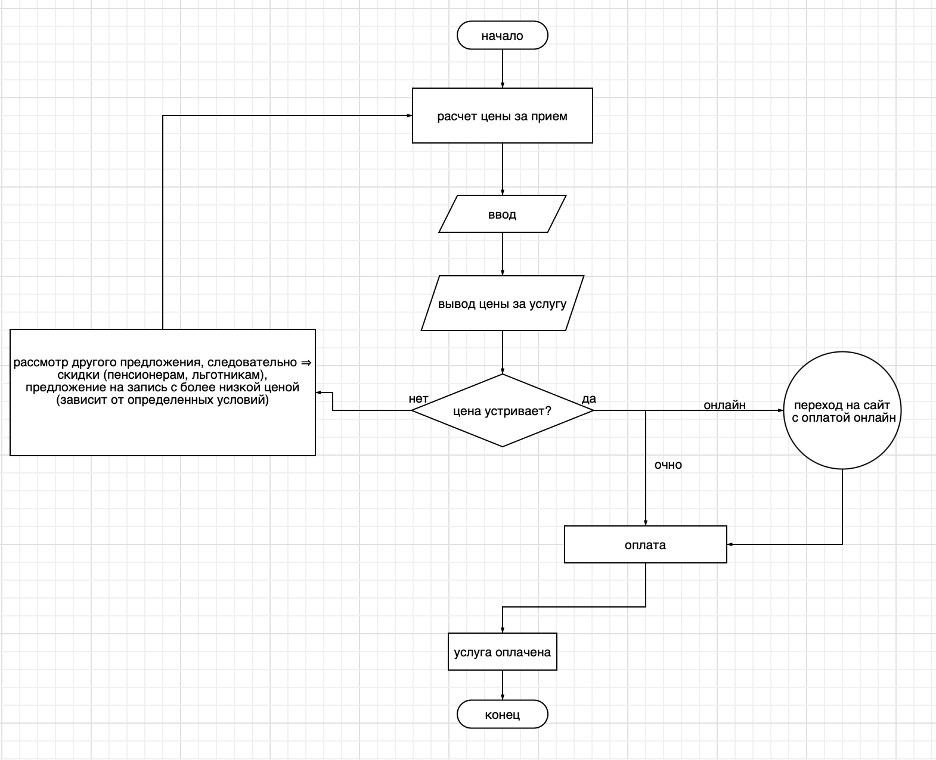 начало
расчет цены за прием
ввод
вывод цены за услугу
рассмотр другого предложения, следовательно ⇒
скидки (пенсионерам, льготникам),
предложение на запись с более низкой ценой
(зависит от определенных условий)
нет
цена устривает?
да
онлайн
переход на сайт
с оплатой онлайн
очно
оплата
услуга оплачена
конец